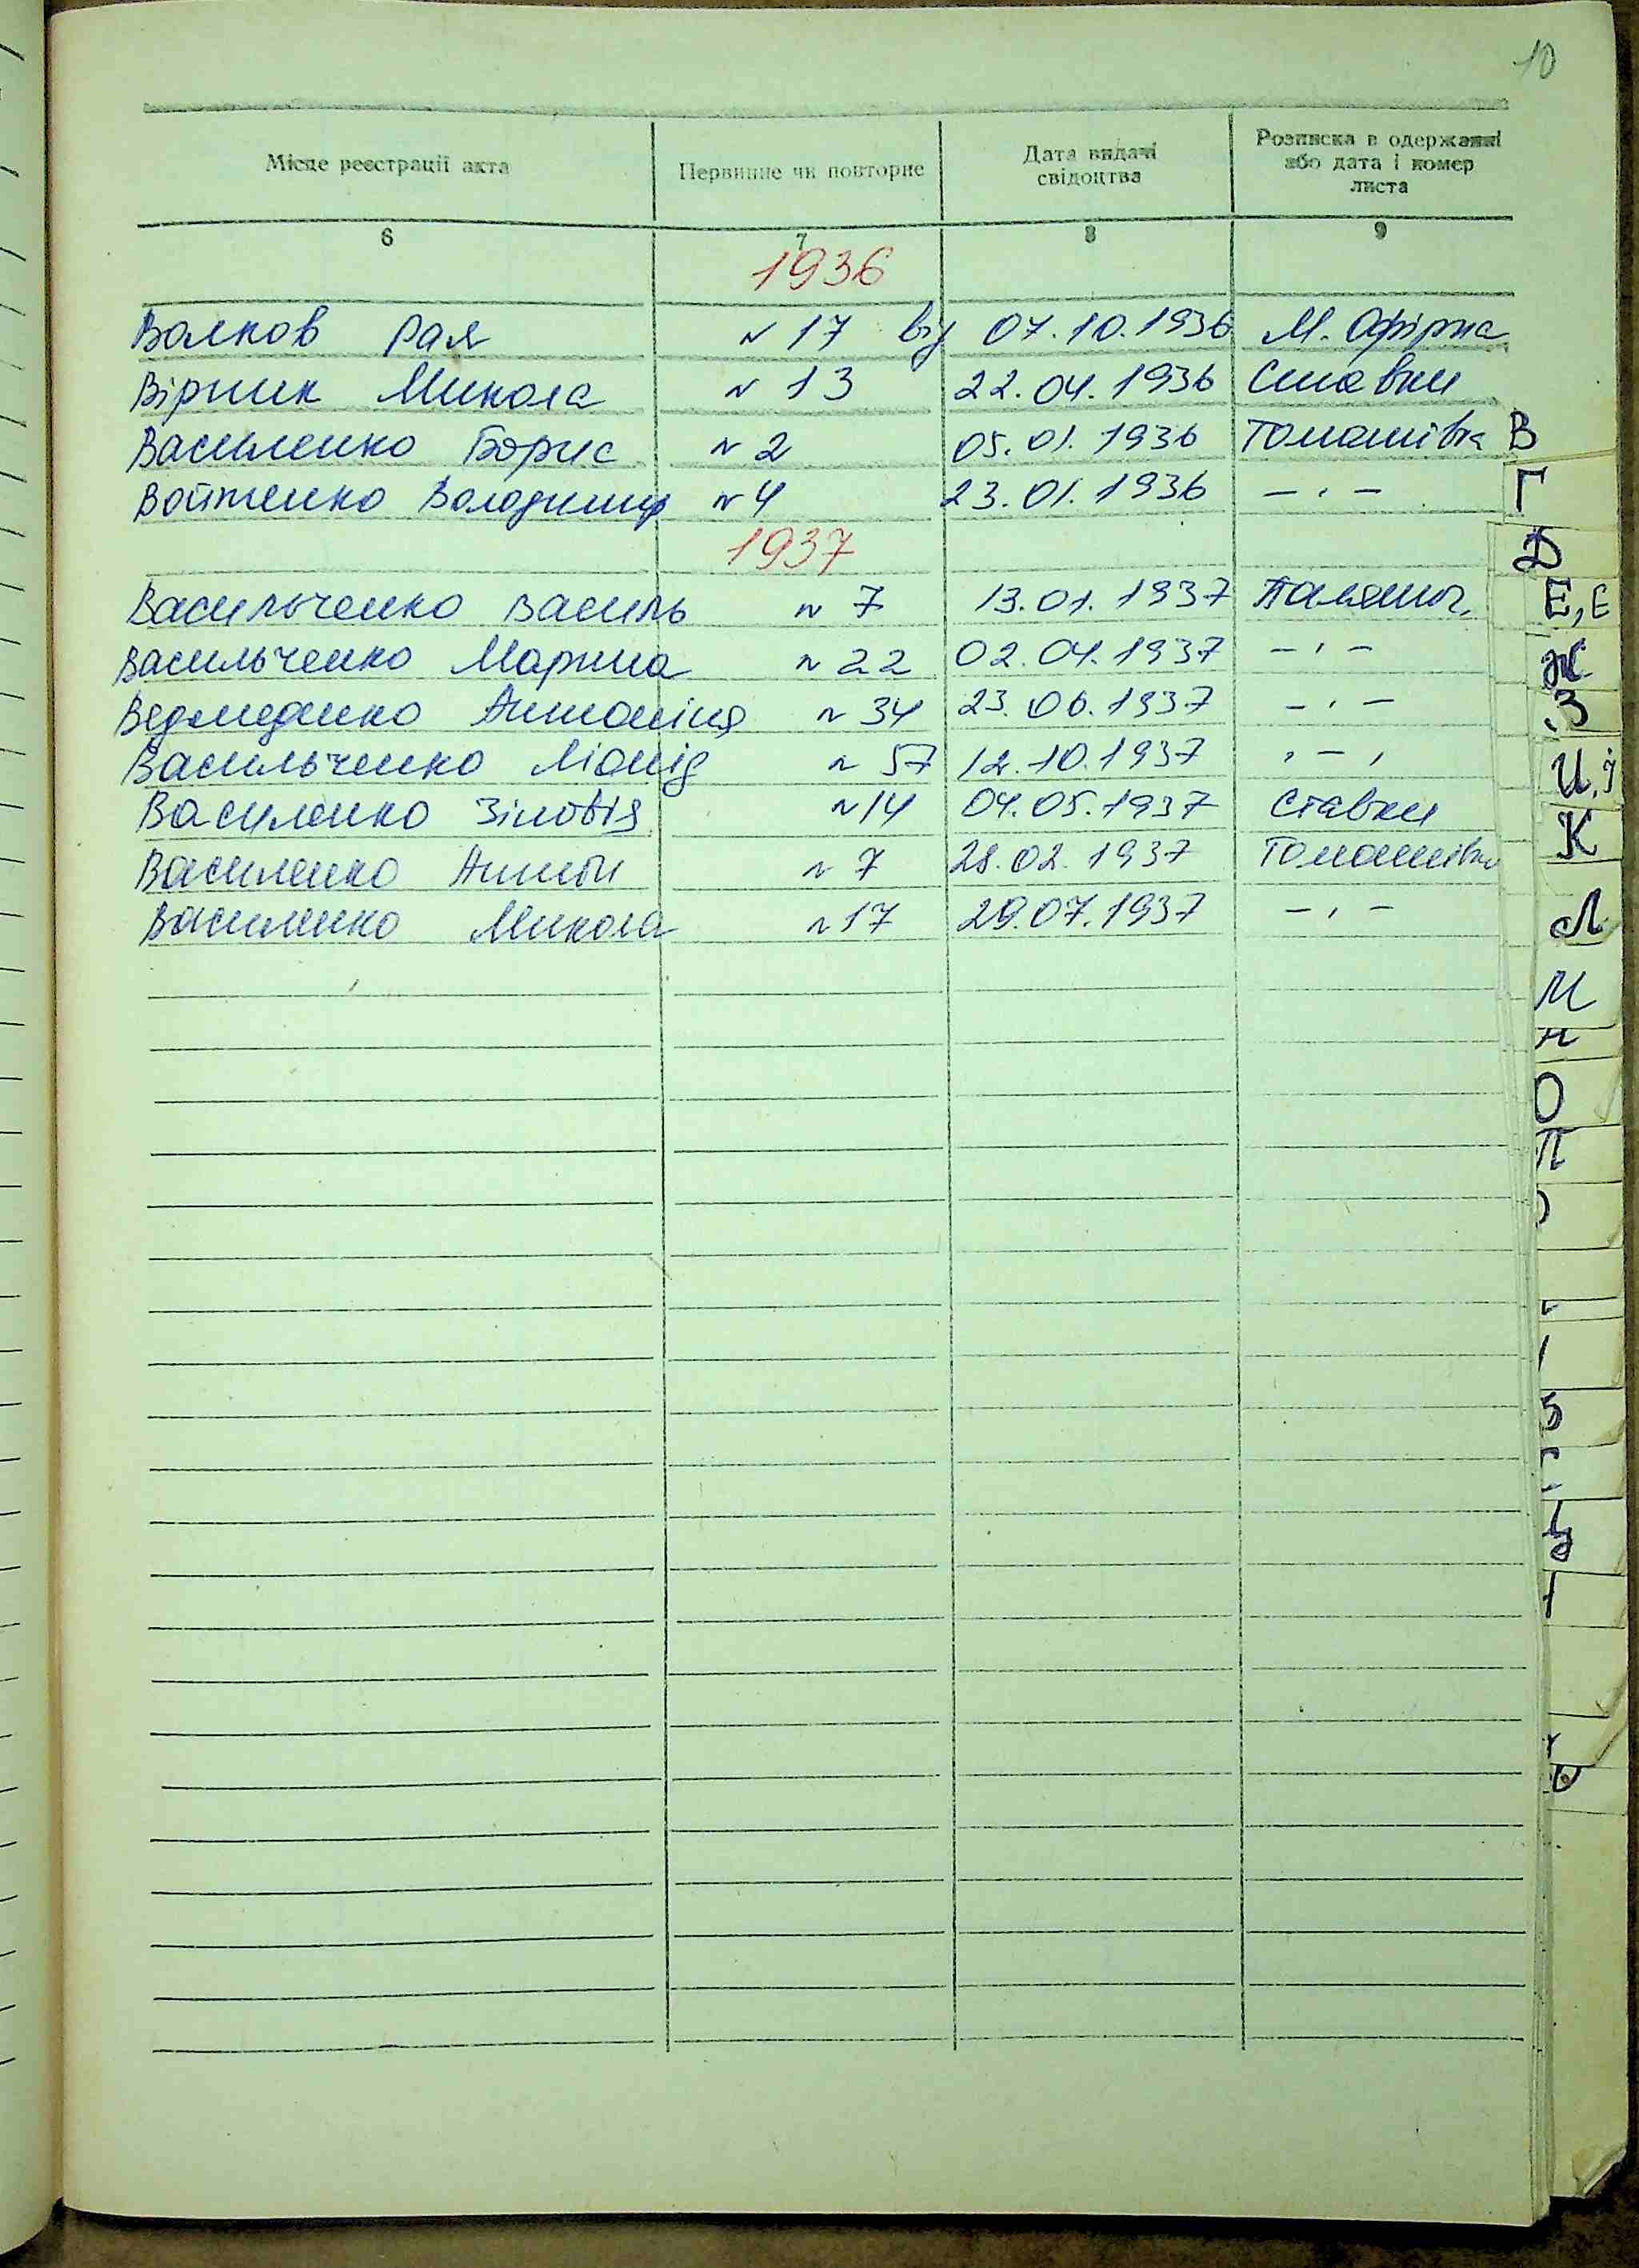 10
Місце реєстрації акта Первинне чи повторне Дата видачі свідоцтва Розписка в одержанні або дата і номер листа
6 7 8 9
1936
Волков Рая № 17 від 07.10.1936 М. Офірна
Вірник Микола № 13 22.04.1936 Ставки
Василенко Борис № 2 05.01.1936 Томашівка
Войтенко Володимир № 4 23.01.1936 – , –
1937
Васильченко Василь № 7 13.01.1937
Васильченко Марина № 22 02.04.1937 – , –
Ведмеденко Антоніна № 34 23.06.1937 – , –
Васильченко Ліонід № 57 12.10.1937 , – ,
Василенко Зіновія № 14 04.05.1937 Ставки
Василенко № 7 28.02.1937 Томашівка
Василенко Микола № 17 29.07.1937 – , –
В
Г
Д
Е, Є
Ж
З
И, І
К
Л
М
Н
О
П